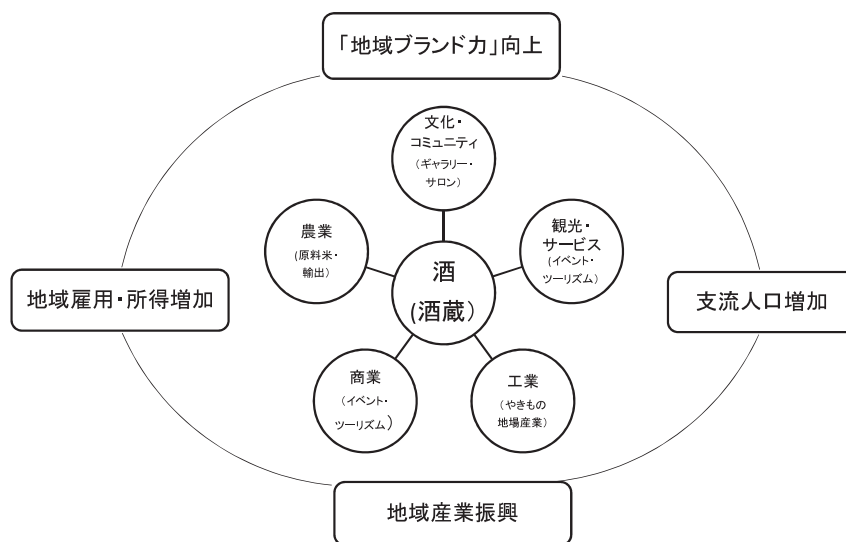 「地域ブランド力」向上
文化・
コミュニティ
(ギャラリー・
サロン)
農業
(原料米・
輸出)
観光・
サービス
(イベント・
ツーリズム)
酒
(酒蔵)
地域雇用・所得増加
支流人口増加
商業
(イベント・
ツーリズム)
工業
(やきもの
地場産業)
地域産業振興